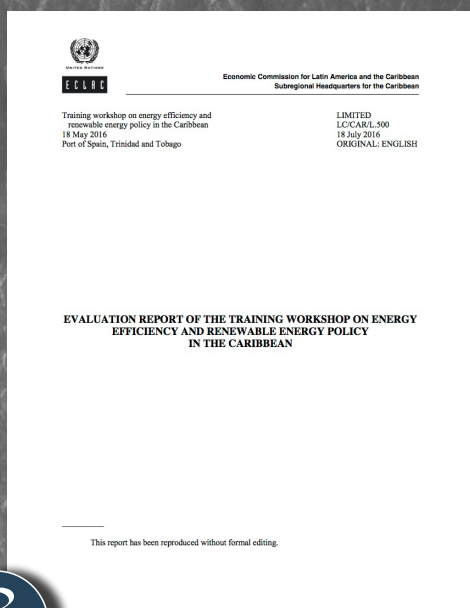 UNITED NATIONS
ECLAC
Economic Commission for Latin America and the Caribbean
Subregional Headquarters for the Caribbean
Training workshop on energy efficiency and
renewable energy policy in the Caribbean
18 May 2016
Port of Spain, Trinidad and Tobago
LIMITED
LC/CAR/L.500
18 July 2016
ORIGINAL: ENGLISH
EVALUATION REPORT OF THE TRAINING WORKSHOP ON ENERGY
EFFICIENCY AND RENEWABLE ENERGY POLICY
IN THE CARIBBEAN
This report has been reproduced without formal editing.